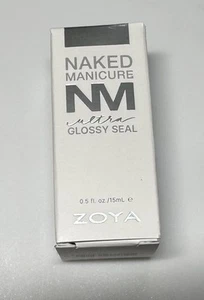 NAKED
MANICURE
NM
ultra
GLOSSY SEAL
0.5 fl. oz./15mL ℮
ZOYA